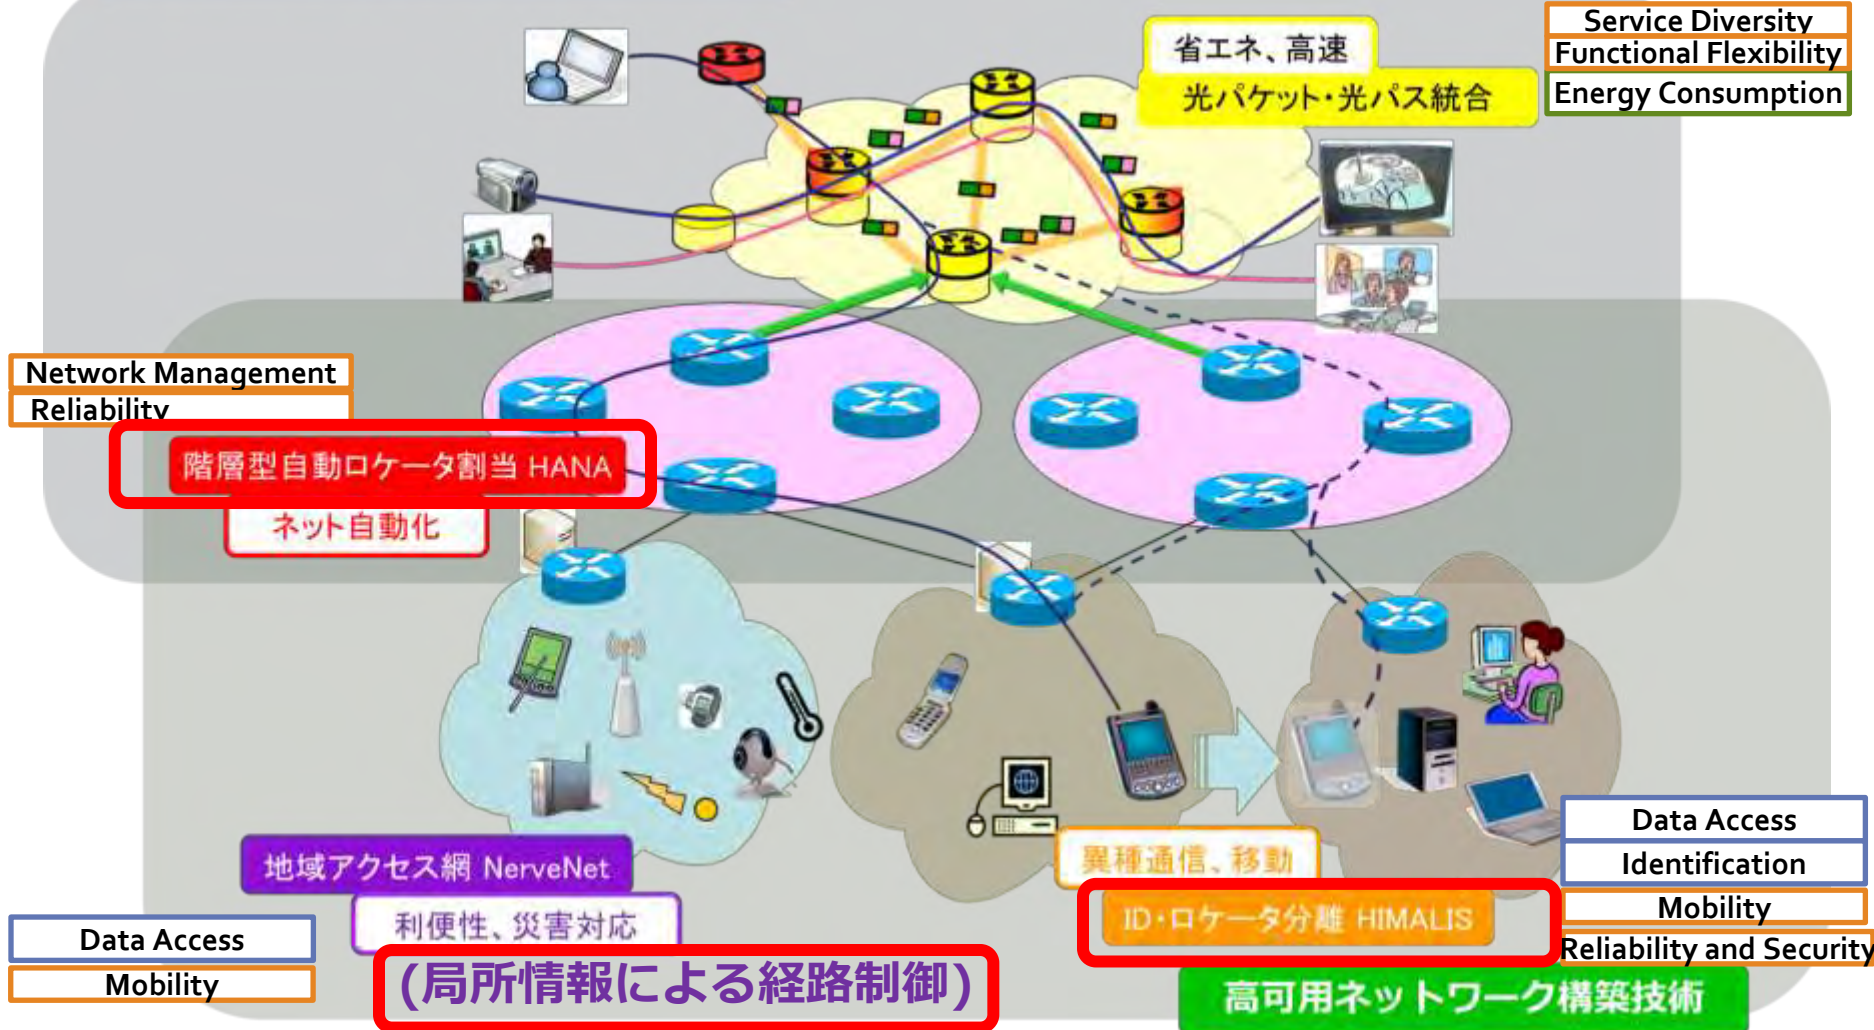 省エネ、高速
光パケット・光パス統合
Service Diversity
Functional Flexibility
Energy Consumption
Network Management
Reliability
階層型自動ロケータ割当 HANA
ネット自動化
地域アクセス網 NerveNet
利便性、災害対応
(局所情報による経路制御)
Data Access
Mobility
異種通信、移動
ID・ロケータ分離 HIMALIS
高可用ネットワーク構築技術
Data Access
Identification
Mobility
Reliability and Security